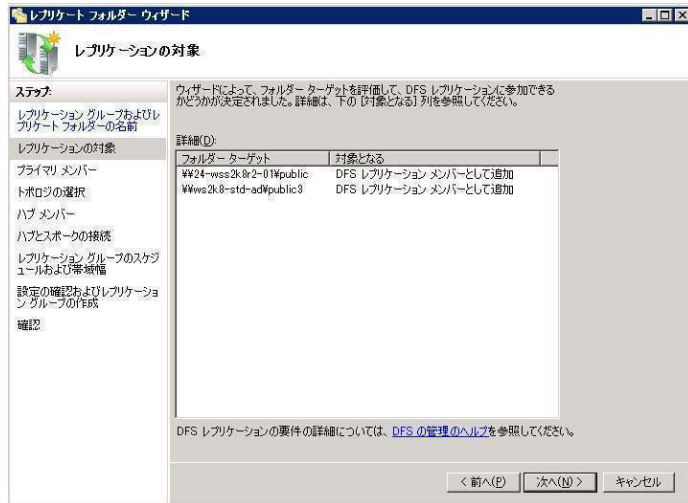 レプリケート フォルダー ウィザード
レプリケーションの対象
ステップ:
レプリケーション グループおよびレ
プリケート フォルダーの名前
レプリケーションの対象
プライマリ メンバー
トポロジの選択
ハブ メンバー
ハブとスポークの接続
レプリケーション グループのスケジ
ュールおよび帯域幅
設定の確認およびレプリケーショ
ン グループの作成
確認
ウィザードによって、フォルダー ターゲットを評価して、DFS レプリケーションに参加できる
かどうかが決定されました。詳細は、下の [対象となる] 列を参照してください。
詳細(D):
フォルダー ターゲット 対象となる
¥¥24-wss2k8r2-01¥public DFS レプリケーション メンバーとして追加
¥¥ws2k8-std-ad¥public3 DFS レプリケーション メンバーとして追加
DFS レプリケーションの要件の詳細については、DFS の管理のヘルプを参照してください。
< 前へ(P) 次へ(N) > キャンセル